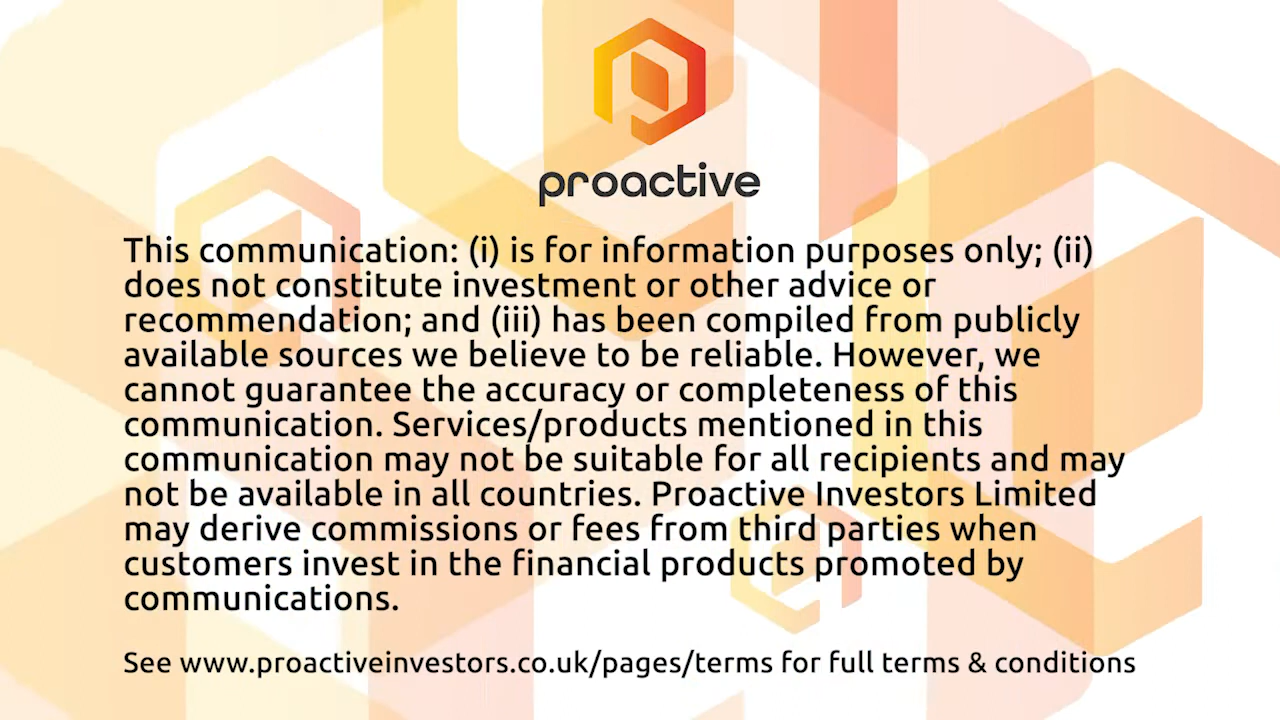 proactive
This communication: (i) is for information purposes only; (ii)
does not constitute investment or other advice or
recommendation; and (iii) has been compiled from publicly
available sources we believe to be reliable. However, we
cannot guarantee the accuracy or completeness of this
communication. Services/products mentioned in this
communication may not be suitable for all recipients and may
not be available in all countries. Proactive Investors Limited
may derive commissions or fees from third parties when
customers invest in the financial products promoted by
communications.
See www.proactiveinvestors.co.uk/pages/terms for full terms & conditions